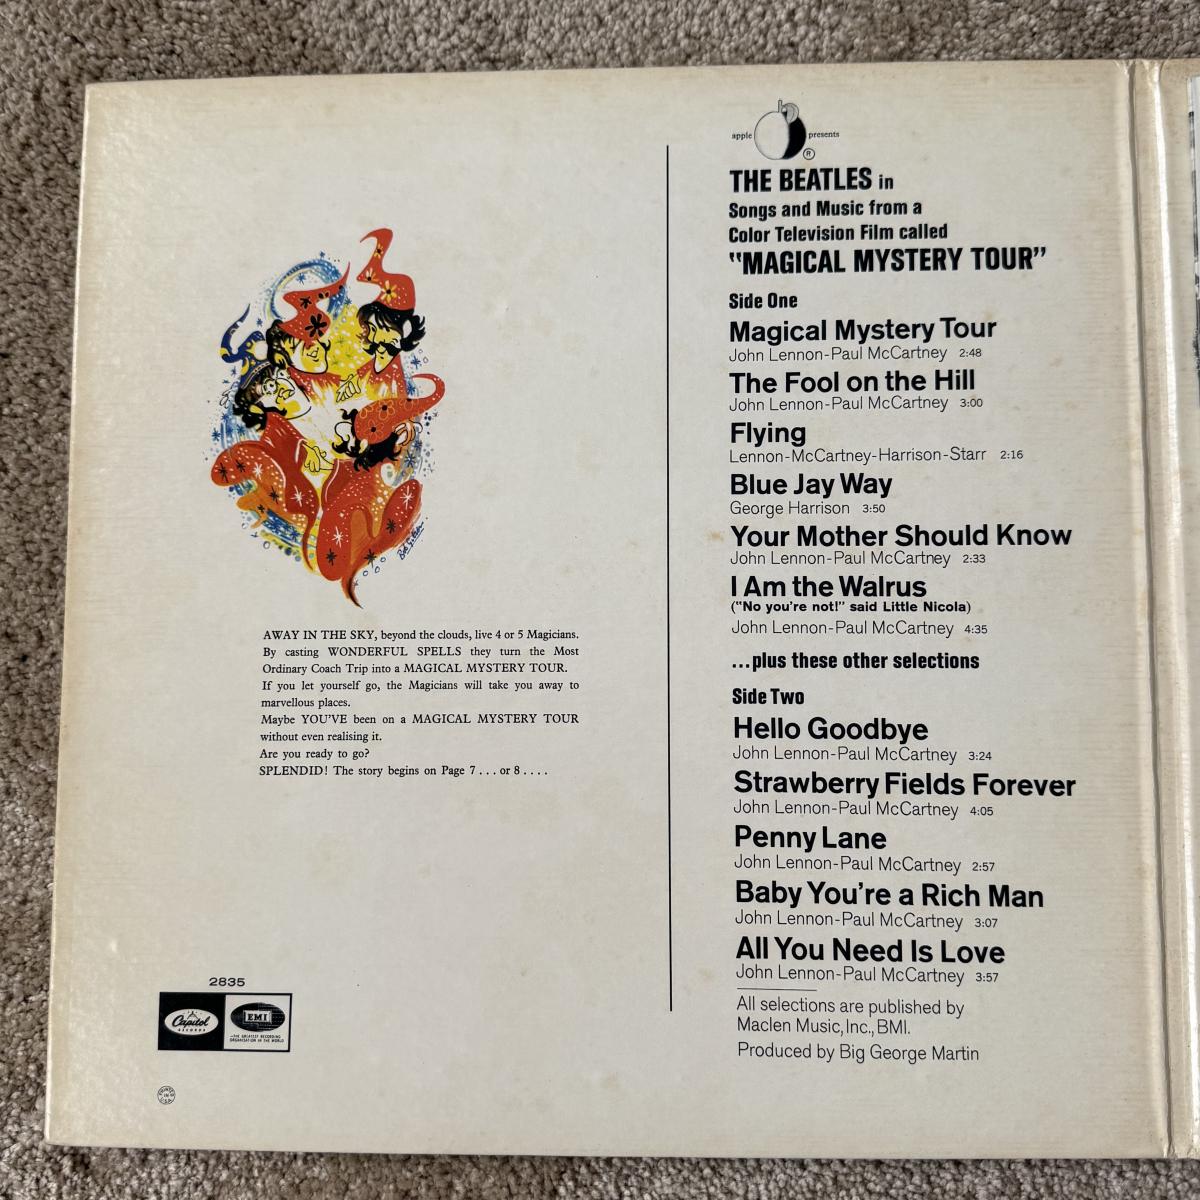 AWAY IN THE SKY, beyond the clouds, live 4 or 5 Magicians.
By casting WONDERFUL SPELLS they turn the Most
Ordinary Coach Trip into a MAGICAL MYSTERY TOUR.
If you let yourself go, the Magicians will take you away to
marvellous places.
Maybe YOU'VE been on a MAGICAL MYSTERY TOUR
without even realising it.
Are you ready to go?
SPLENDID! The story begins on Page 7 . . . or 8 . . . .
2835
Capitol
RECORDS
EMI
THE GREATEST RECORDING
ORGANISATION IN THE WORLD
PRINTED
IN
U.S.A.
apple presents
®
THE BEATLES in
Songs and Music from a
Color Television Film called
"MAGICAL MYSTERY TOUR"
Side One
Magical Mystery Tour
John Lennon-Paul McCartney 2:48
The Fool on the Hill
John Lennon-Paul McCartney 3:00
Flying
Lennon-McCartney-Harrison-Starr 2:16
Blue Jay Way
George Harrison 3:50
Your Mother Should Know
John Lennon-Paul McCartney 2:33
I Am the Walrus
("No you're not!" said Little Nicola)
John Lennon-Paul McCartney 4:35
...plus these other selections
Side Two
Hello Goodbye
John Lennon-Paul McCartney 3:24
Strawberry Fields Forever
John Lennon-Paul McCartney 4:05
Penny Lane
John Lennon-Paul McCartney 2:57
Baby You're a Rich Man
John Lennon-Paul McCartney 3:07
All You Need Is Love
John Lennon-Paul McCartney 3:57
All selections are published by
Maclen Music, Inc., BMI.
Produced by Big George Martin